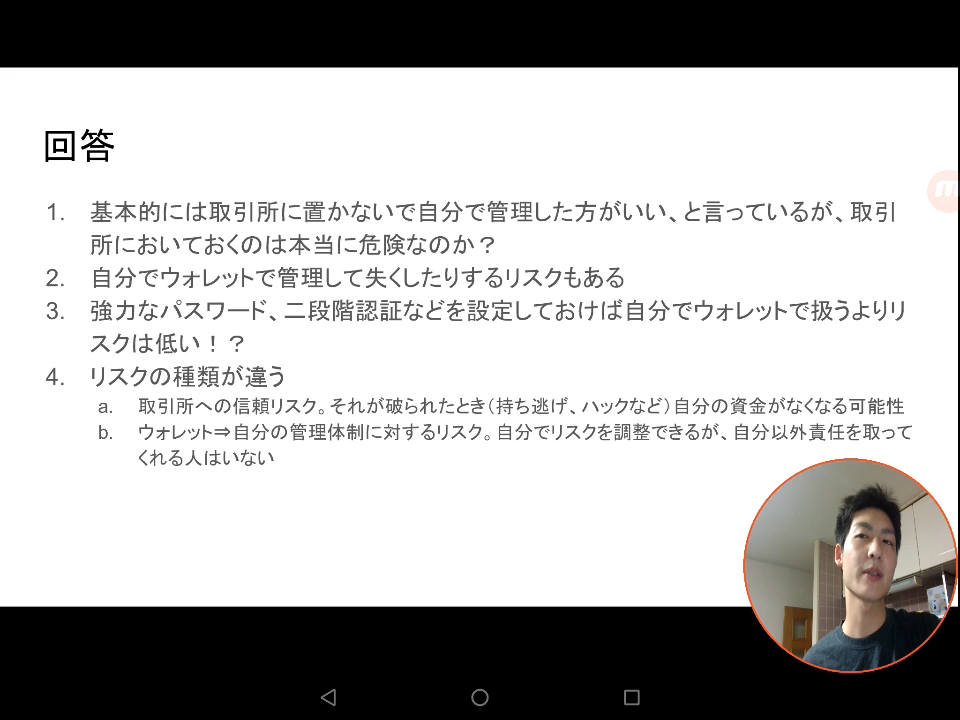 回答
1. 基本的には取引所に置かないで自分で管理した方がいい、と言っているが、取引
所においておくのは本当に危険なのか？
2. 自分でウォレットで管理して失くしたりするリスクもある
3. 強力なパスワード、二段階認証などを設定しておけば自分でウォレットで扱うよりリ
スクは低い！？
4. リスクの種類が違う
a. 取引所への信頼リスク。それが破られたとき（持ち逃げ、ハックなど）自分の資金がなくなる可能性
b. ウォレット⇒自分の管理体制に対するリスク。自分でリスクを調整できるが、自分以外責任を取って
くれる人はいない